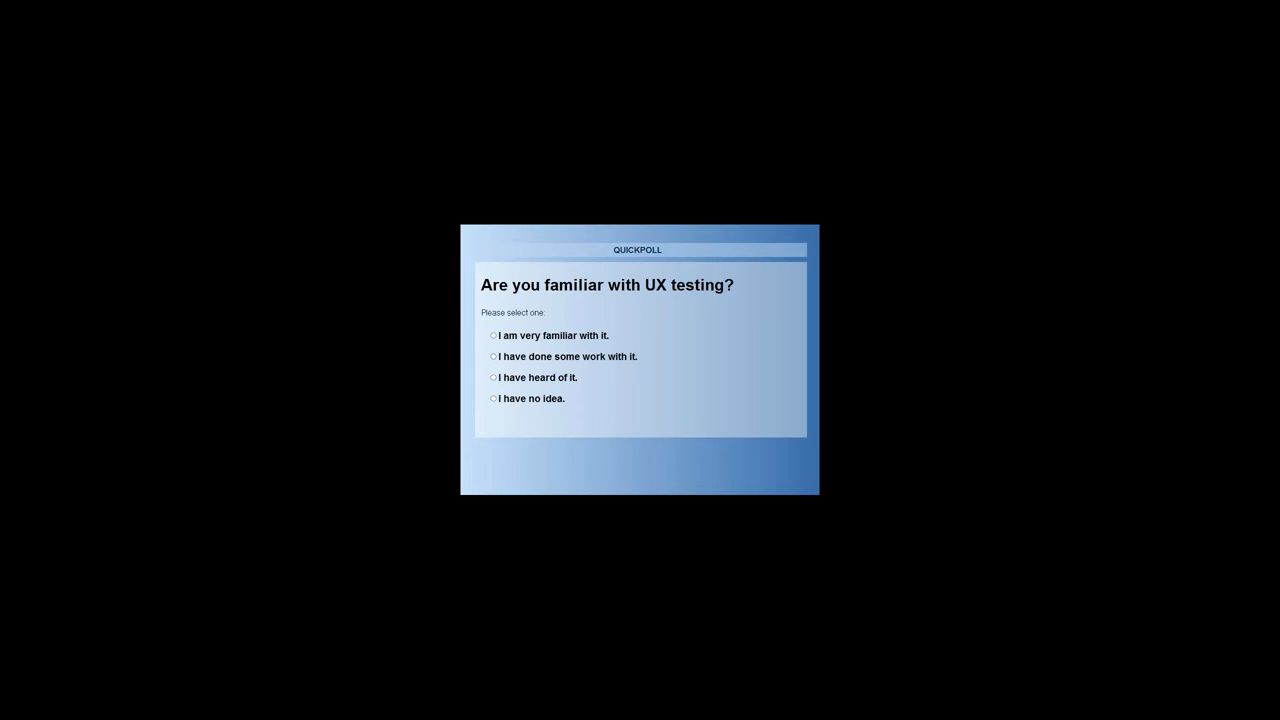 QUICKPOLL
Are you familiar with UX testing?
Please select one:
I am very familiar with it.
I have done some work with it.
I have heard of it.
I have no idea.